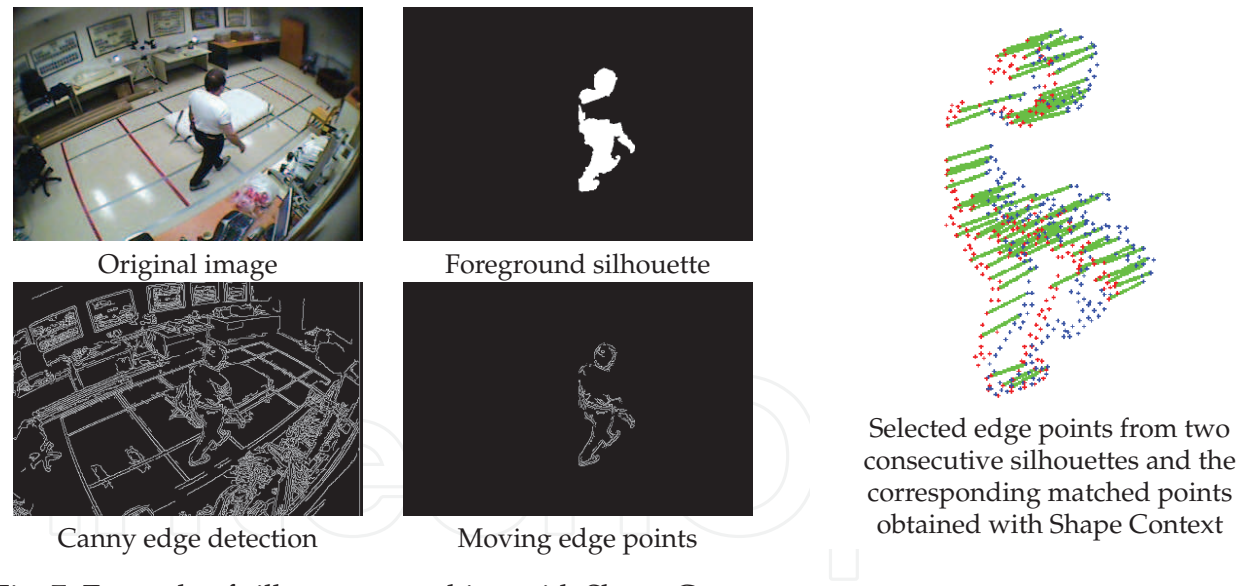 Original image
Foreground silhouette
Canny edge detection
Moving edge points
Selected edge points from two
consecutive silhouettes and the
corresponding matched points
obtained with Shape Context